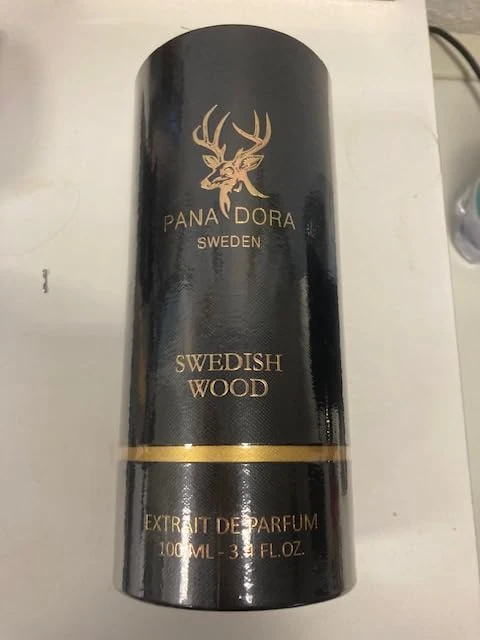 PANA DORA
SWEDEN
SWEDISH
WOOD
EXTRAIT DE PARFUM
100 ML - 3.4 FL.OZ.